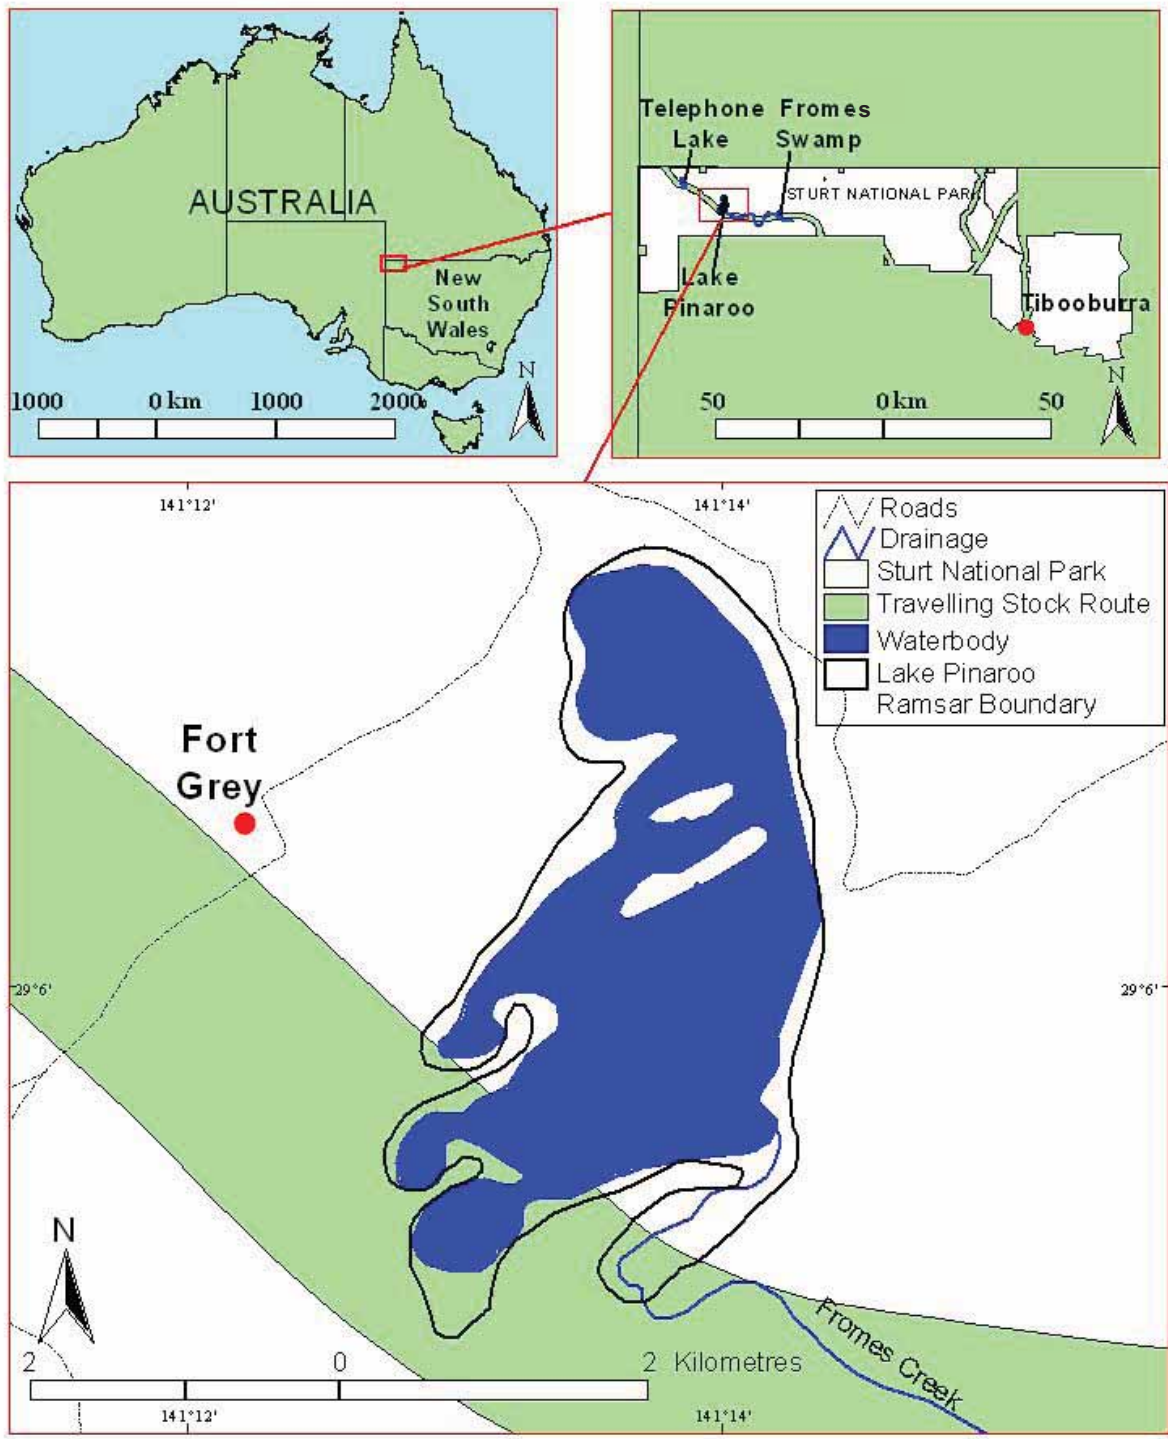 AUSTRALIA
New
South
Wales
N
1000 0 km 1000 2000
Telephone Fromes
Lake Swamp
STURT NATIONAL PARK
Lake
Pinaroo
Tibooburra
N
50 0 km 50
141°12' 141°14'
Roads
Drainage
Sturt National Park
Travelling Stock Route
Waterbody
Lake Pinaroo
Ramsar Boundary
Fort
Grey
29°6' 29°6'
N
Fromes Creek
2 0 2 Kilometres
141°12' 141°14'